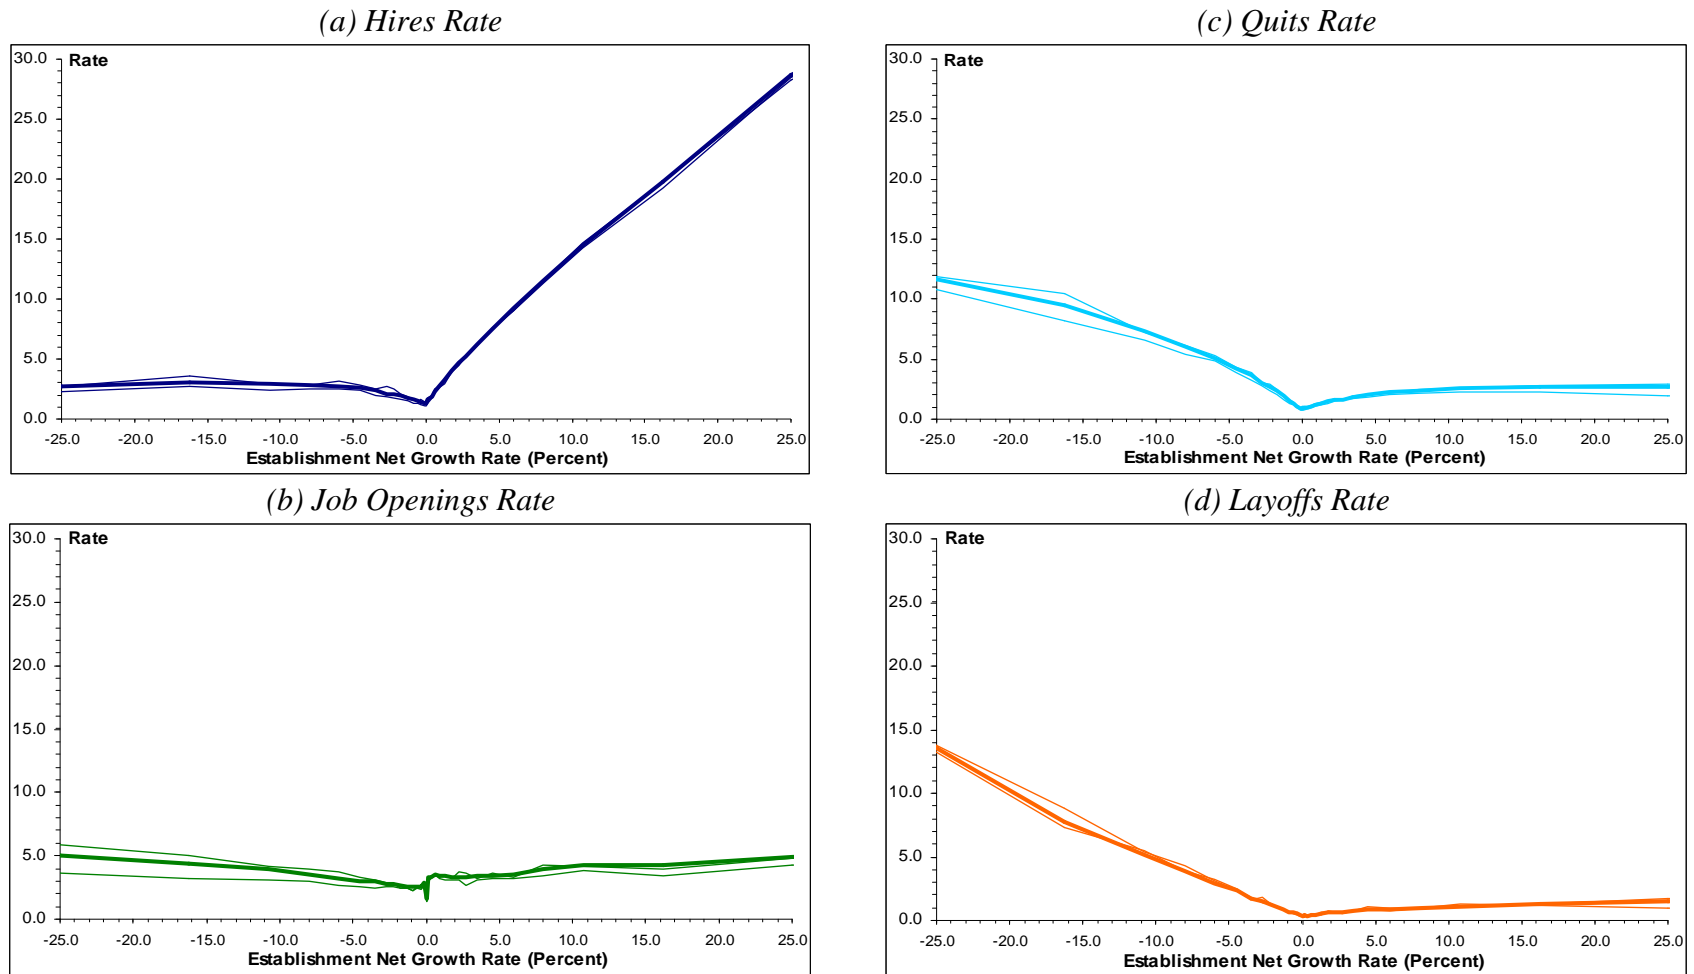 (a) Hires Rate
Rate
30.0
25.0
20.0
15.0
10.0
5.0
0.0
-25.0 -20.0 -15.0 -10.0 -5.0 0.0 5.0 10.0 15.0 20.0 25.0
Establishment Net Growth Rate (Percent)
(c) Quits Rate
Rate
30.0
25.0
20.0
15.0
10.0
5.0
0.0
-25.0 -20.0 -15.0 -10.0 -5.0 0.0 5.0 10.0 15.0 20.0 25.0
Establishment Net Growth Rate (Percent)
(b) Job Openings Rate
Rate
30.0
25.0
20.0
15.0
10.0
5.0
0.0
-25.0 -20.0 -15.0 -10.0 -5.0 0.0 5.0 10.0 15.0 20.0 25.0
Establishment Net Growth Rate (Percent)
(d) Layoffs Rate
Rate
30.0
25.0
20.0
15.0
10.0
5.0
0.0
-25.0 -20.0 -15.0 -10.0 -5.0 0.0 5.0 10.0 15.0 20.0 25.0
Establishment Net Growth Rate (Percent)